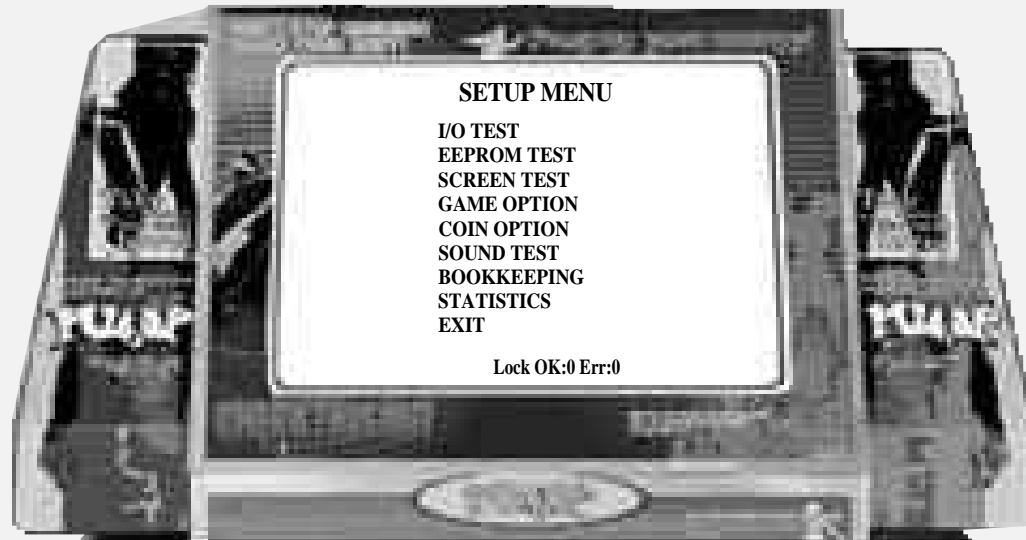 SETUP MENU
I/O TEST
EEPROM TEST
SCREEN TEST
GAME OPTION
COIN OPTION
SOUND TEST
BOOKKEEPING
STATISTICS
EXIT
Lock OK:0 Err:0